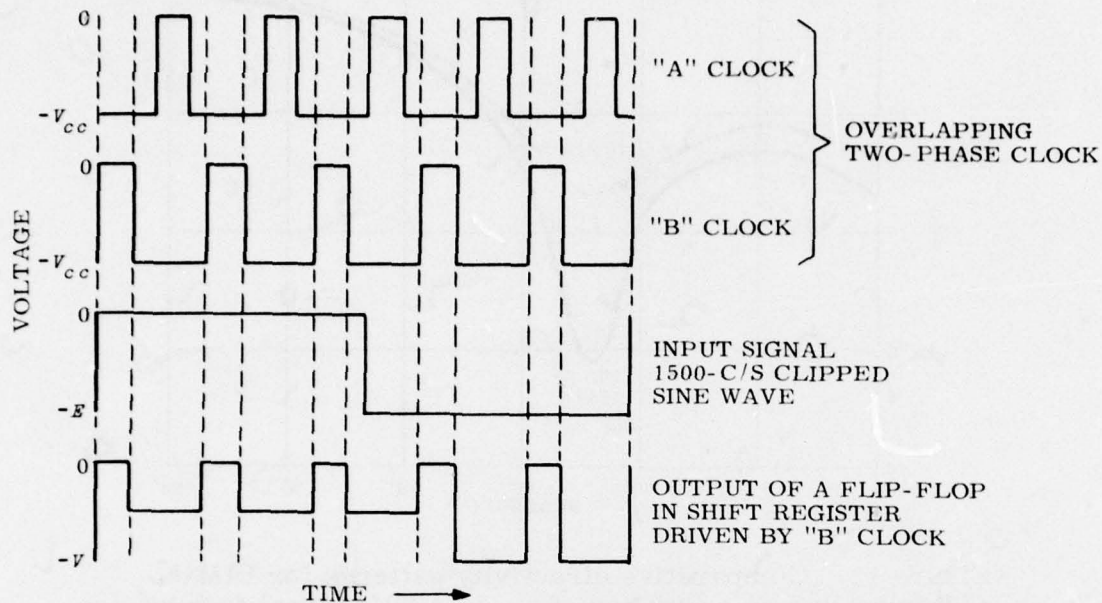 0
"A" CLOCK
-Vcc
OVERLAPPING
TWO-PHASE CLOCK
0
"B" CLOCK
-Vcc
VOLTAGE
0
INPUT SIGNAL
1500-C/S CLIPPED
SINE WAVE
-E
0
OUTPUT OF A FLIP-FLOP
IN SHIFT REGISTER
DRIVEN BY "B" CLOCK
-V
TIME